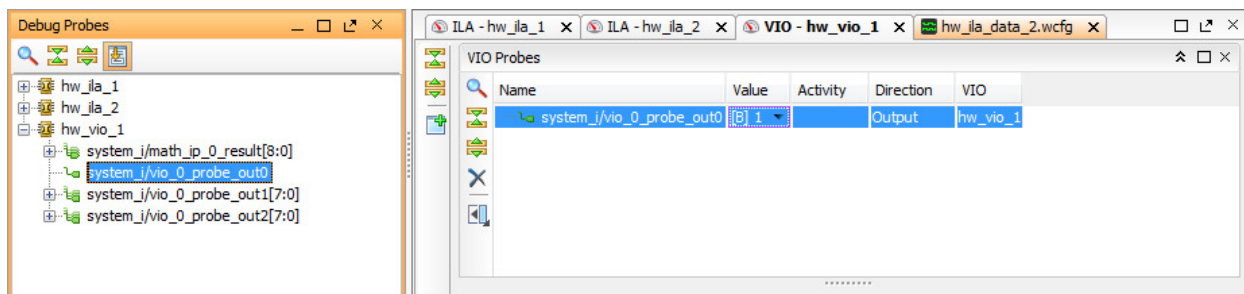 Debug Probes
hw_ila_1
hw_ila_2
hw_vio_1
system_i/math_ip_0_result[8:0]
system_i/vio_0_probe_out0
system_i/vio_0_probe_out1[7:0]
system_i/vio_0_probe_out2[7:0]
ILA - hw_ila_1 ILA - hw_ila_2 VIO - hw_vio_1 hw_ila_data_2.wcfg
VIO Probes
Name Value Activity Direction VIO
system_i/vio_0_probe_out0 [B] 1 Output hw_vio_1